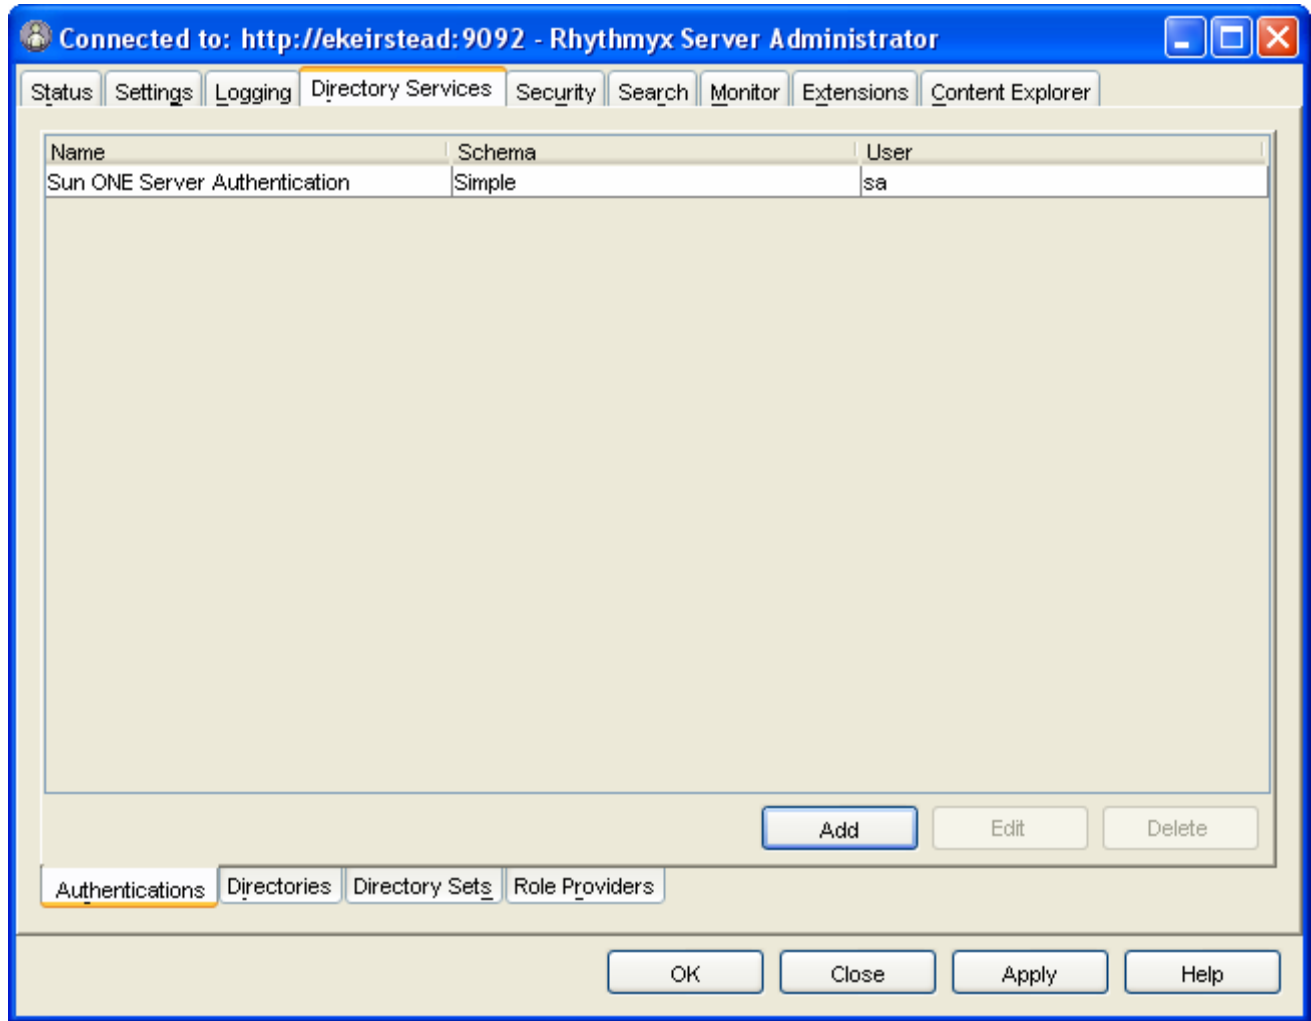 Connected to: http://ekeirstead:9092 - Rhythmyx Server Administrator
Status Settings Logging Directory Services Security Search Monitor Extensions Content Explorer
Name Schema User
Sun ONE Server Authentication Simple sa
Add Edit Delete
Authentications Directories Directory Sets Role Providers
OK Close Apply Help